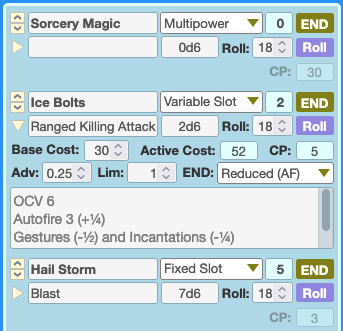 Sorcery Magic Multipower 0 END
0d6 Roll: 18 Roll
CP: 30
Ice Bolts Variable Slot 2 END
Ranged Killing Attack 2d6 Roll: 18 Roll
Base Cost: 30 Active Cost: 52 CP: 5
Adv: 0.25 Lim: 1 END: Reduced (AF)
OCV 6
Autofire 3 (+¼)
Gestures (-½) and Incantations (-¼)
Hail Storm Fixed Slot 5 END
Blast 7d6 Roll: 18 Roll
CP: 3